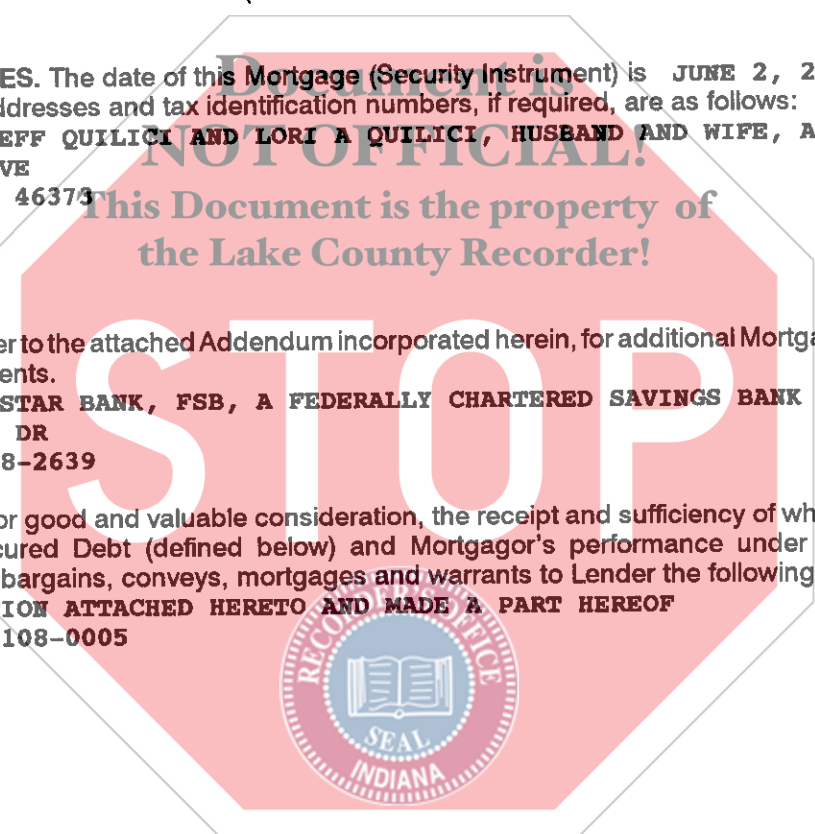 Document is
ES. The date of this Mortgage (Security Instrument) is JUNE 2, 2
ddresses and tax identification numbers, if required, are as follows:
EFF QUILICI AND LORI A QUILICI, HUSBAND AND WIFE, A
NOT OFFICIAL!
VE
46373
This Document is the property of
the Lake County Recorder!
er to the attached Addendum incorporated herein, for additional Mortga
ents.
STAR BANK, FSB, A FEDERALLY CHARTERED SAVINGS BANK
DR
8-2639
STOP
or good and valuable consideration, the receipt and sufficiency of wh
cured Debt (defined below) and Mortgagor's performance under
bargains, conveys, mortgages and warrants to Lender the following
ION ATTACHED HERETO AND MADE A PART HEREOF
108-0005
RECORDER'S OFFICE
SEAL
INDIANA